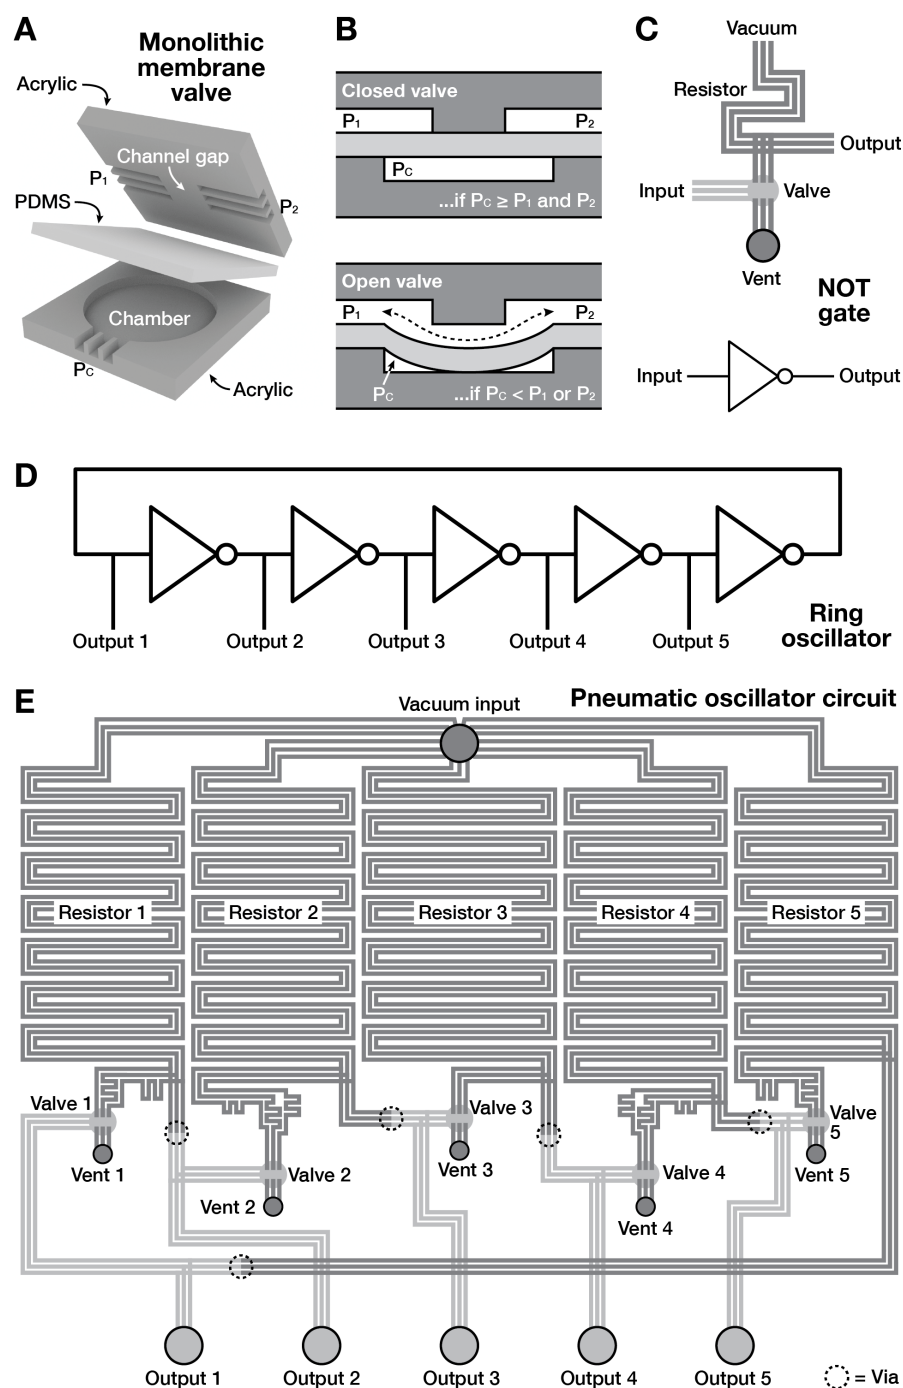 A
Monolithic
membrane
valve
Acrylic
Channel gap
P1
P2
PDMS
Chamber
PC
Acrylic
B
Closed valve
P1
P2
PC
...if PC ≥ P1 and P2
Open valve
P1
P2
PC
...if PC < P1 or P2
C
Vacuum
Resistor
Output
Input
Valve
Vent
NOT
gate
Input
Output
D
Output 1
Output 2
Output 3
Output 4
Output 5
Ring
oscillator
E
Pneumatic oscillator circuit
Vacuum input
Resistor 1
Resistor 2
Resistor 3
Resistor 4
Resistor 5
Valve 1
Vent 1
Valve 2
Vent 2
Valve 3
Vent 3
Valve 4
Vent 4
Valve
5
Vent 5
Output 1
Output 2
Output 3
Output 4
Output 5
= Via